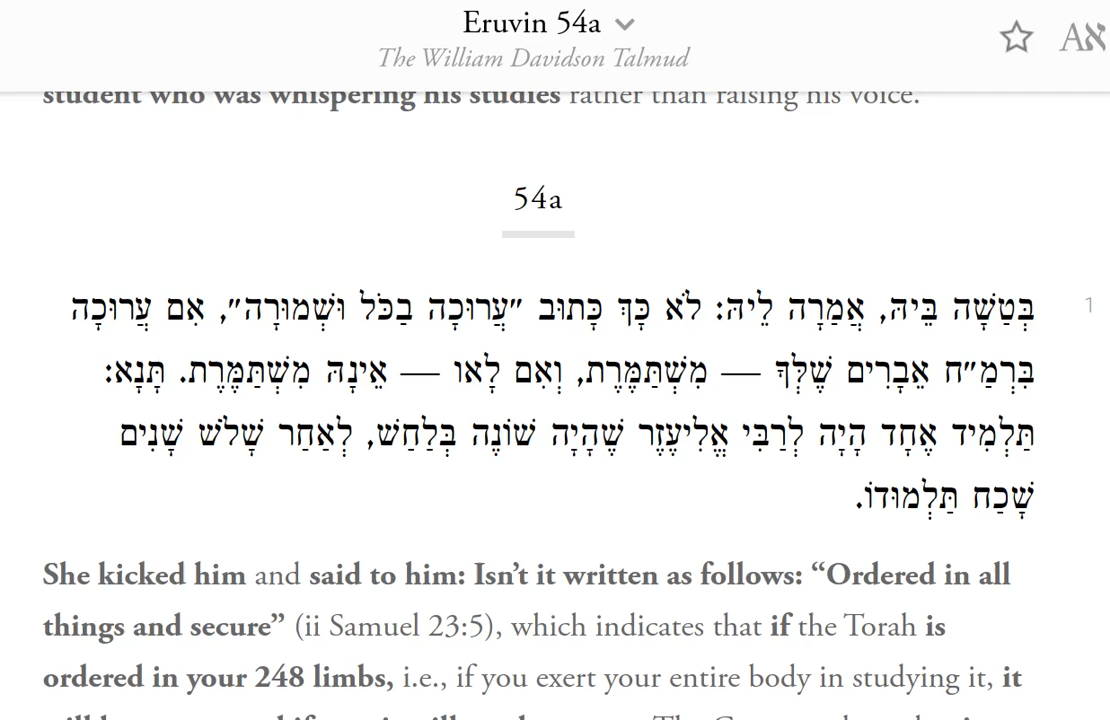 Eruvin 54a
The William Davidson Talmud
Aא
student who was whispering his studies rather than raising his voice.
54a
בְּטַשָׁה בֵּיהּ, אֲמַרָה לֵיהּ: לֹא כָּךְ כָּתוּב ״עֲרוּכָה בַכֹּל וּשְׁמוּרָה״, אִם עֲרוּכָה
1
בִּרְמַ״ח אֵבָרִים שֶׁלְּךָ — מִשְׁתַּמֶּרֶת, וְאִם לָאו — אֵינָהּ מִשְׁתַּמֶּרֶת. תָּנָא:
תַּלְמִיד אֶחָד הָיָה לְרַבִּי אֱלִיעֶזֶר שֶׁהָיָה שׁוֹנֶה בְּלַחַשׁ, לְאַחַר שָׁלֹשׁ שָׁנִים
שָׁכַח תַּלְמוּדוֹ.
She kicked him and said to him: Isn’t it written as follows: “Ordered in all
things and secure” (ii Samuel 23:5), which indicates that if the Torah is
ordered in your 248 limbs, i.e., if you exert your entire body in studying it, it